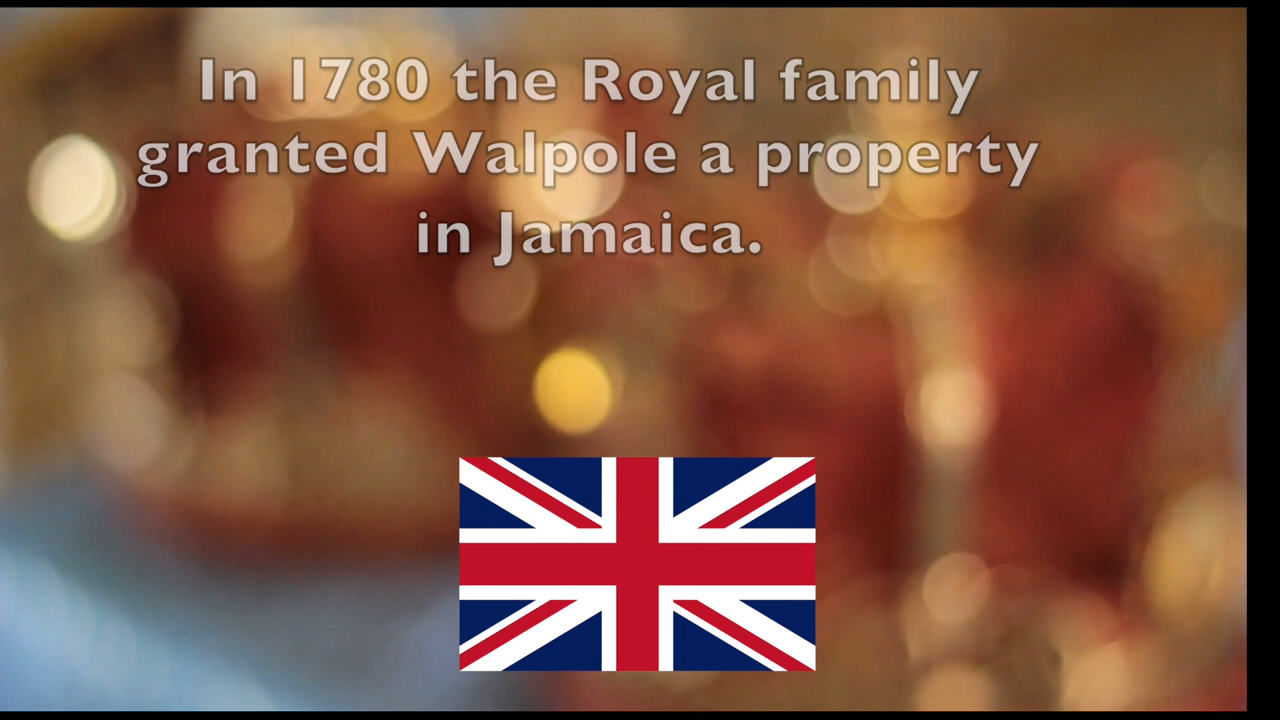 In 1780 the Royal family
granted Walpole a property
in Jamaica.